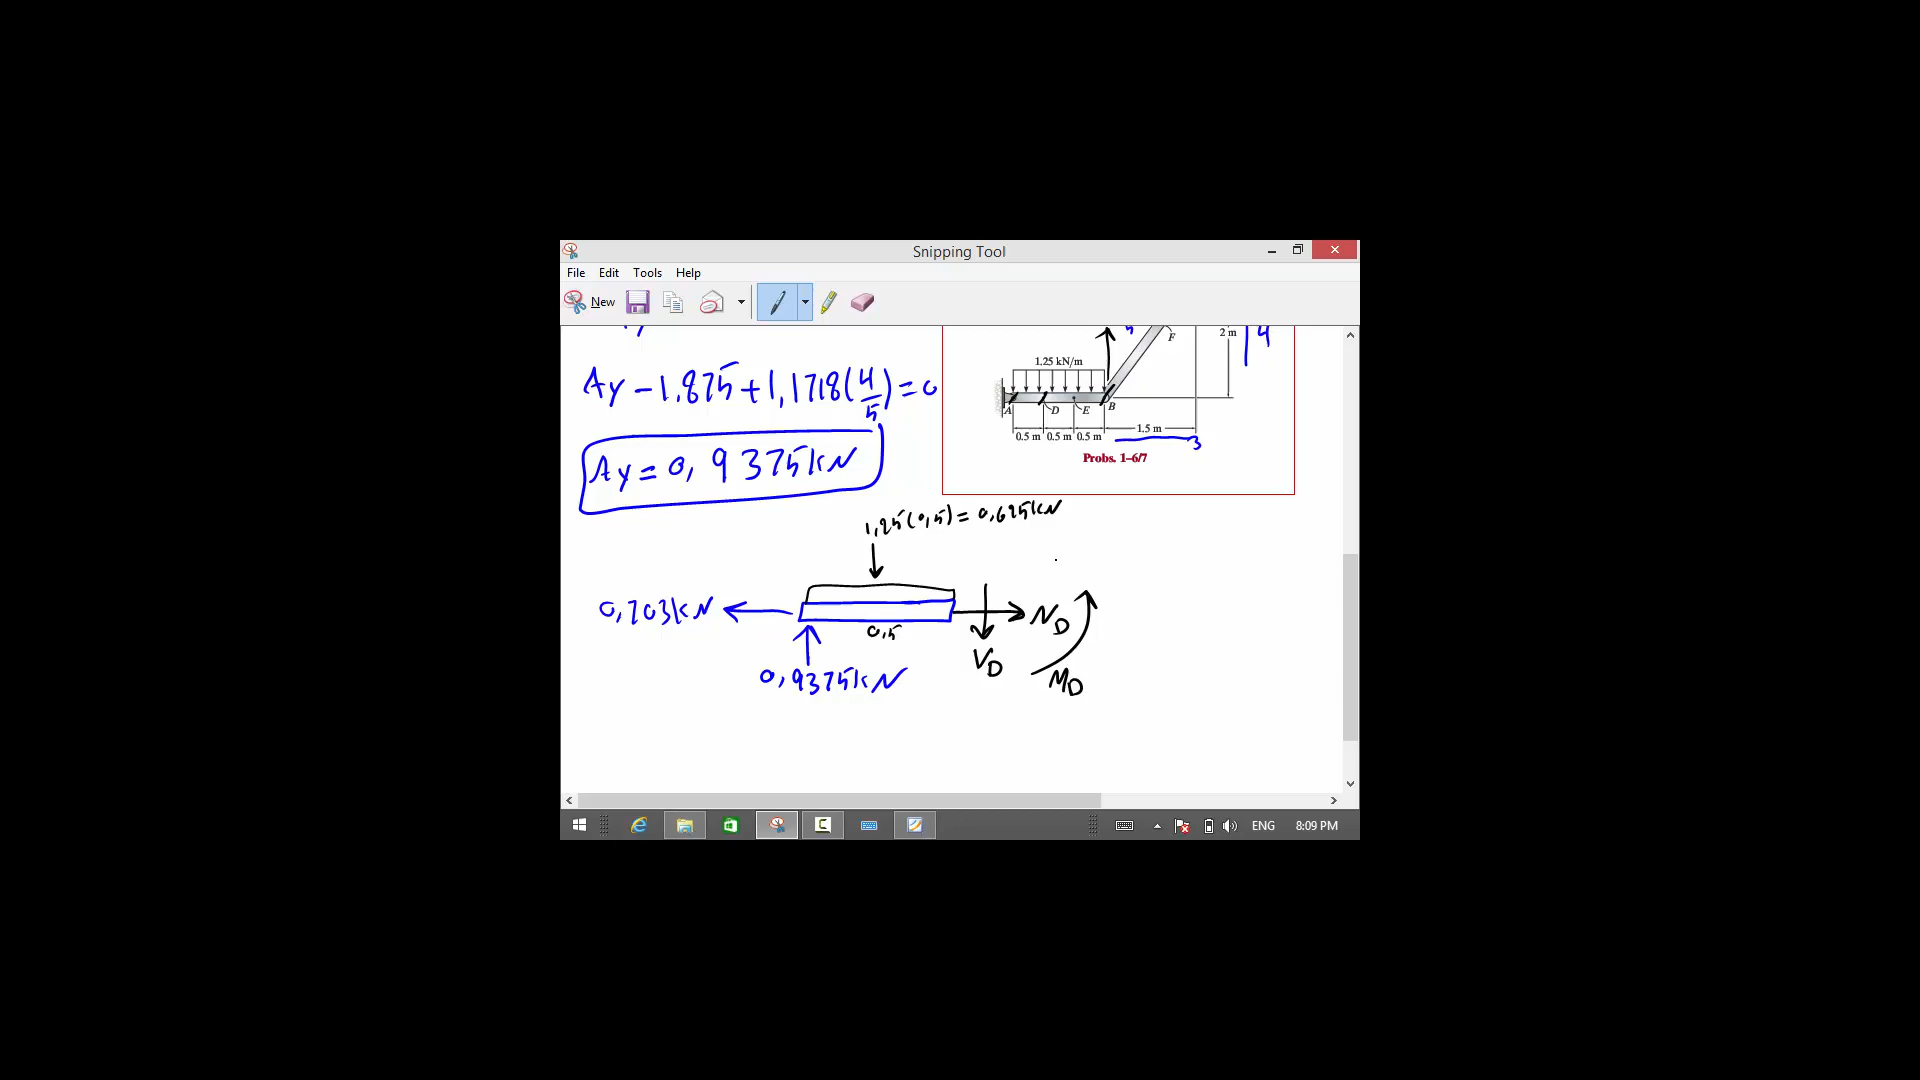 Snipping Tool
File Edit Tools Help
New
Ay - 1.875 + 1,1718(4/5) = 0
Ay = 0,9375kN
2 m
4
F
1.25 kN/m
A D E B
0.5 m 0.5 m 0.5 m 1.5 m
3
Probs. 1–6/7
1,25(0,5) = 0,625kN
0,703kN
0,5
0,9375kN
ND
VD
MD
ENG 8:09 PM